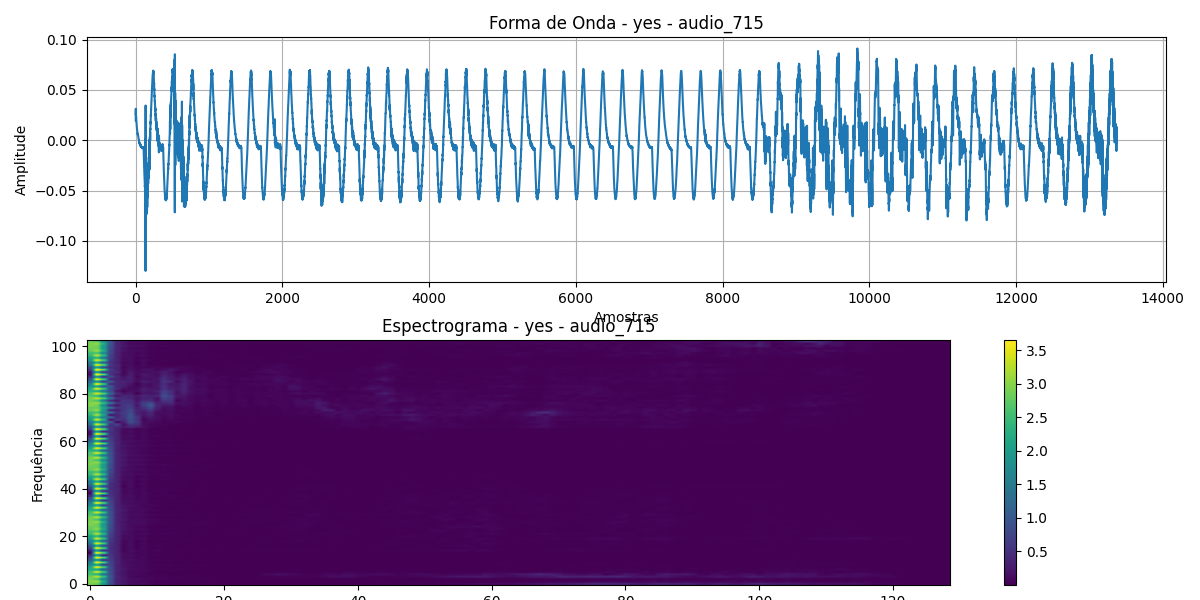 Forma de Onda - yes - audio_715
0.10
0.05
0.00
−0.05
−0.10
Amplitude
0 2000 4000 6000 8000 10000 12000 14000
Amostras
Espectrograma - yes - audio_715
100
80
60
40
20
0
Frequência
3.5
3.0
2.5
2.0
1.5
1.0
0.5
0 20 40 60 80 100 120